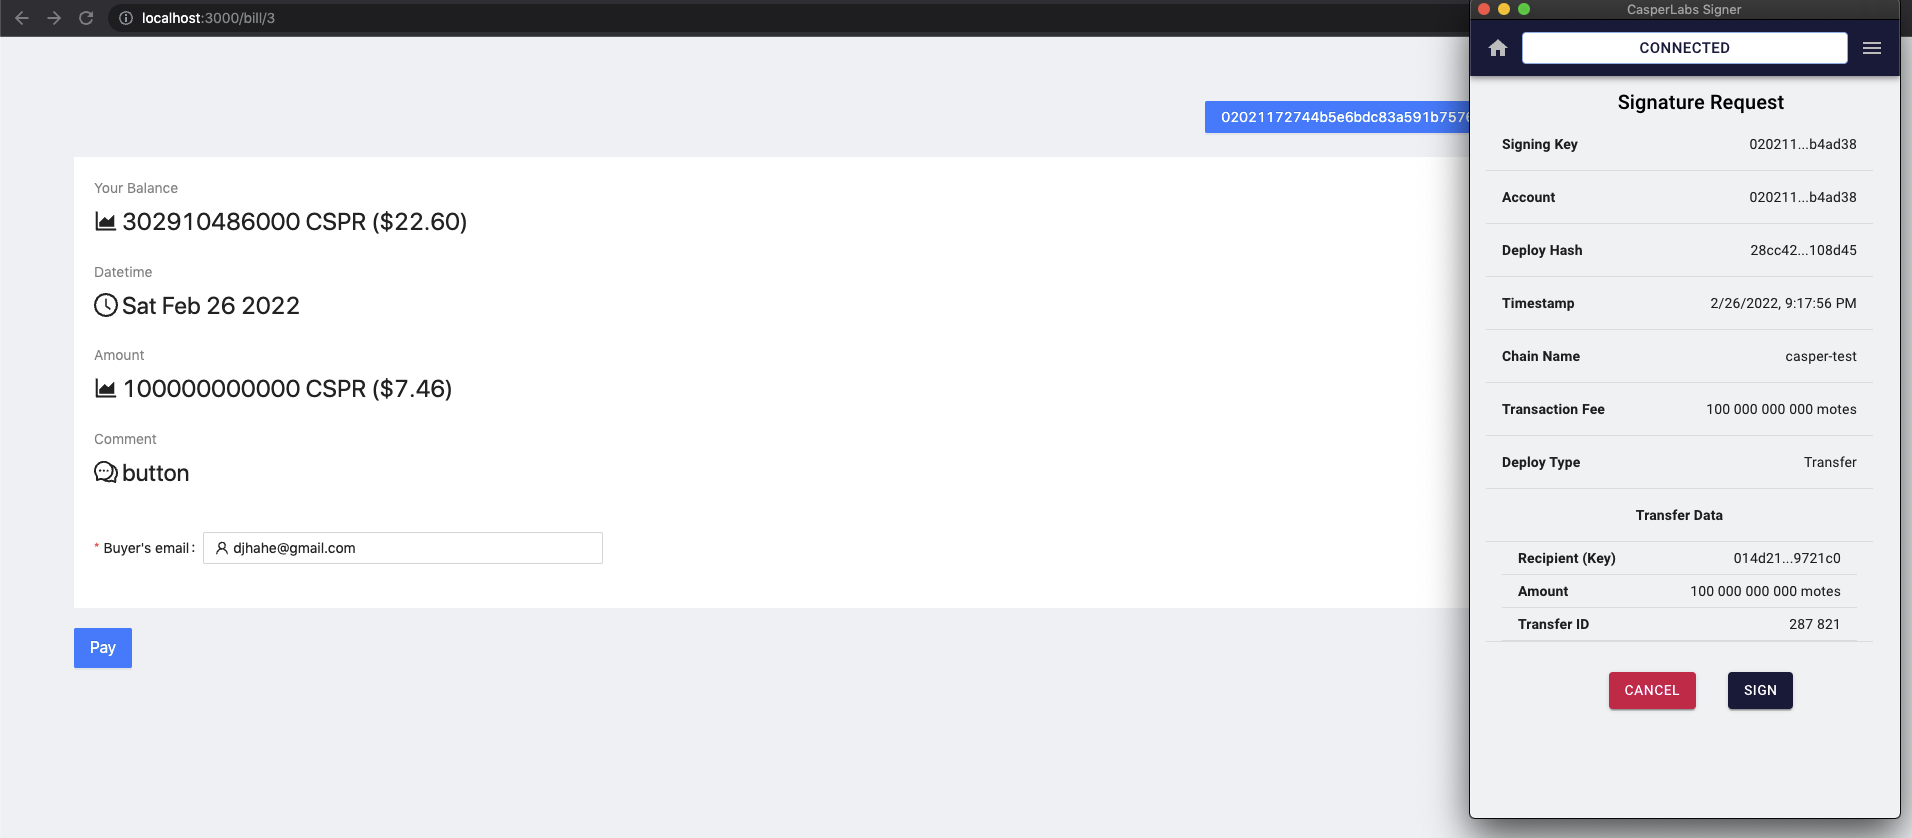 localhost:3000/bill/3
02021172744b5e6bdc83a591b7576
Your Balance
302910486000 CSPR ($22.60)
Datetime
Sat Feb 26 2022
Amount
100000000000 CSPR ($7.46)
Comment
button
* Buyer's email: djhahe@gmail.com
Pay
CasperLabs Signer
CONNECTED
Signature Request
Signing Key 020211...b4ad38
Account 020211...b4ad38
Deploy Hash 28cc42...108d45
Timestamp 2/26/2022, 9:17:56 PM
Chain Name casper-test
Transaction Fee 100 000 000 000 motes
Deploy Type Transfer
Transfer Data
Recipient (Key) 014d21...9721c0
Amount 100 000 000 000 motes
Transfer ID 287 821
CANCEL SIGN